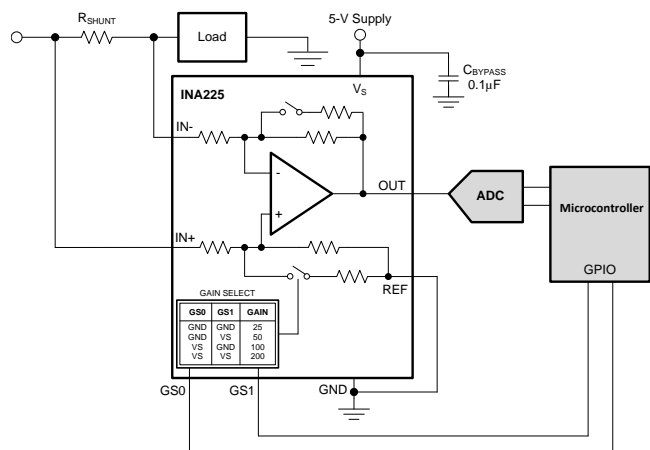 RSHUNT
Load
5-V Supply
CBYPASS
0.1µF
INA225
VS
IN-
-
OUT
ADC
Microcontroller
+
IN+
GPIO
REF
GAIN SELECT
GS0 GS1 GAIN
GND GND 25
GND VS 50
VS GND 100
VS VS 200
GS0 GS1 GND